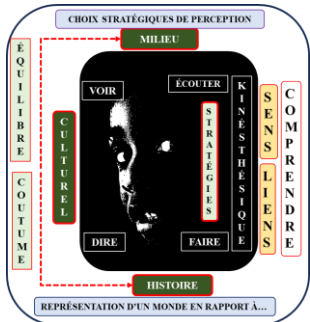 CHOIX STRATÉGIQUES DE PERCEPTION
MILIEU
ÉQUILIBRE
COUTUME
VOIR
ÉCOUTER
CULTUREL
STRATÉGIES
KINÈSTHÉSIQUE
SENS
LIENS
COMPRENDRE
DIRE
FAIRE
HISTOIRE
REPRÉSENTATION D'UN MONDE EN RAPPORT À…